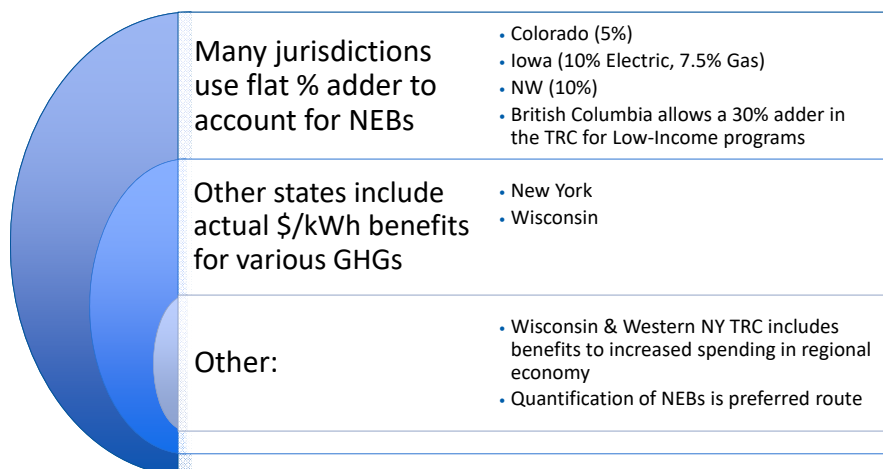 Many jurisdictions
use flat % adder to
account for NEBs
• Colorado (5%)
• Iowa (10% Electric, 7.5% Gas)
• NW (10%)
• British Columbia allows a 30% adder in
the TRC for Low-Income programs
Other states include
actual $/kWh benefits
for various GHGs
• New York
• Wisconsin
Other:
• Wisconsin & Western NY TRC includes
benefits to increased spending in regional
economy
• Quantification of NEBs is preferred route